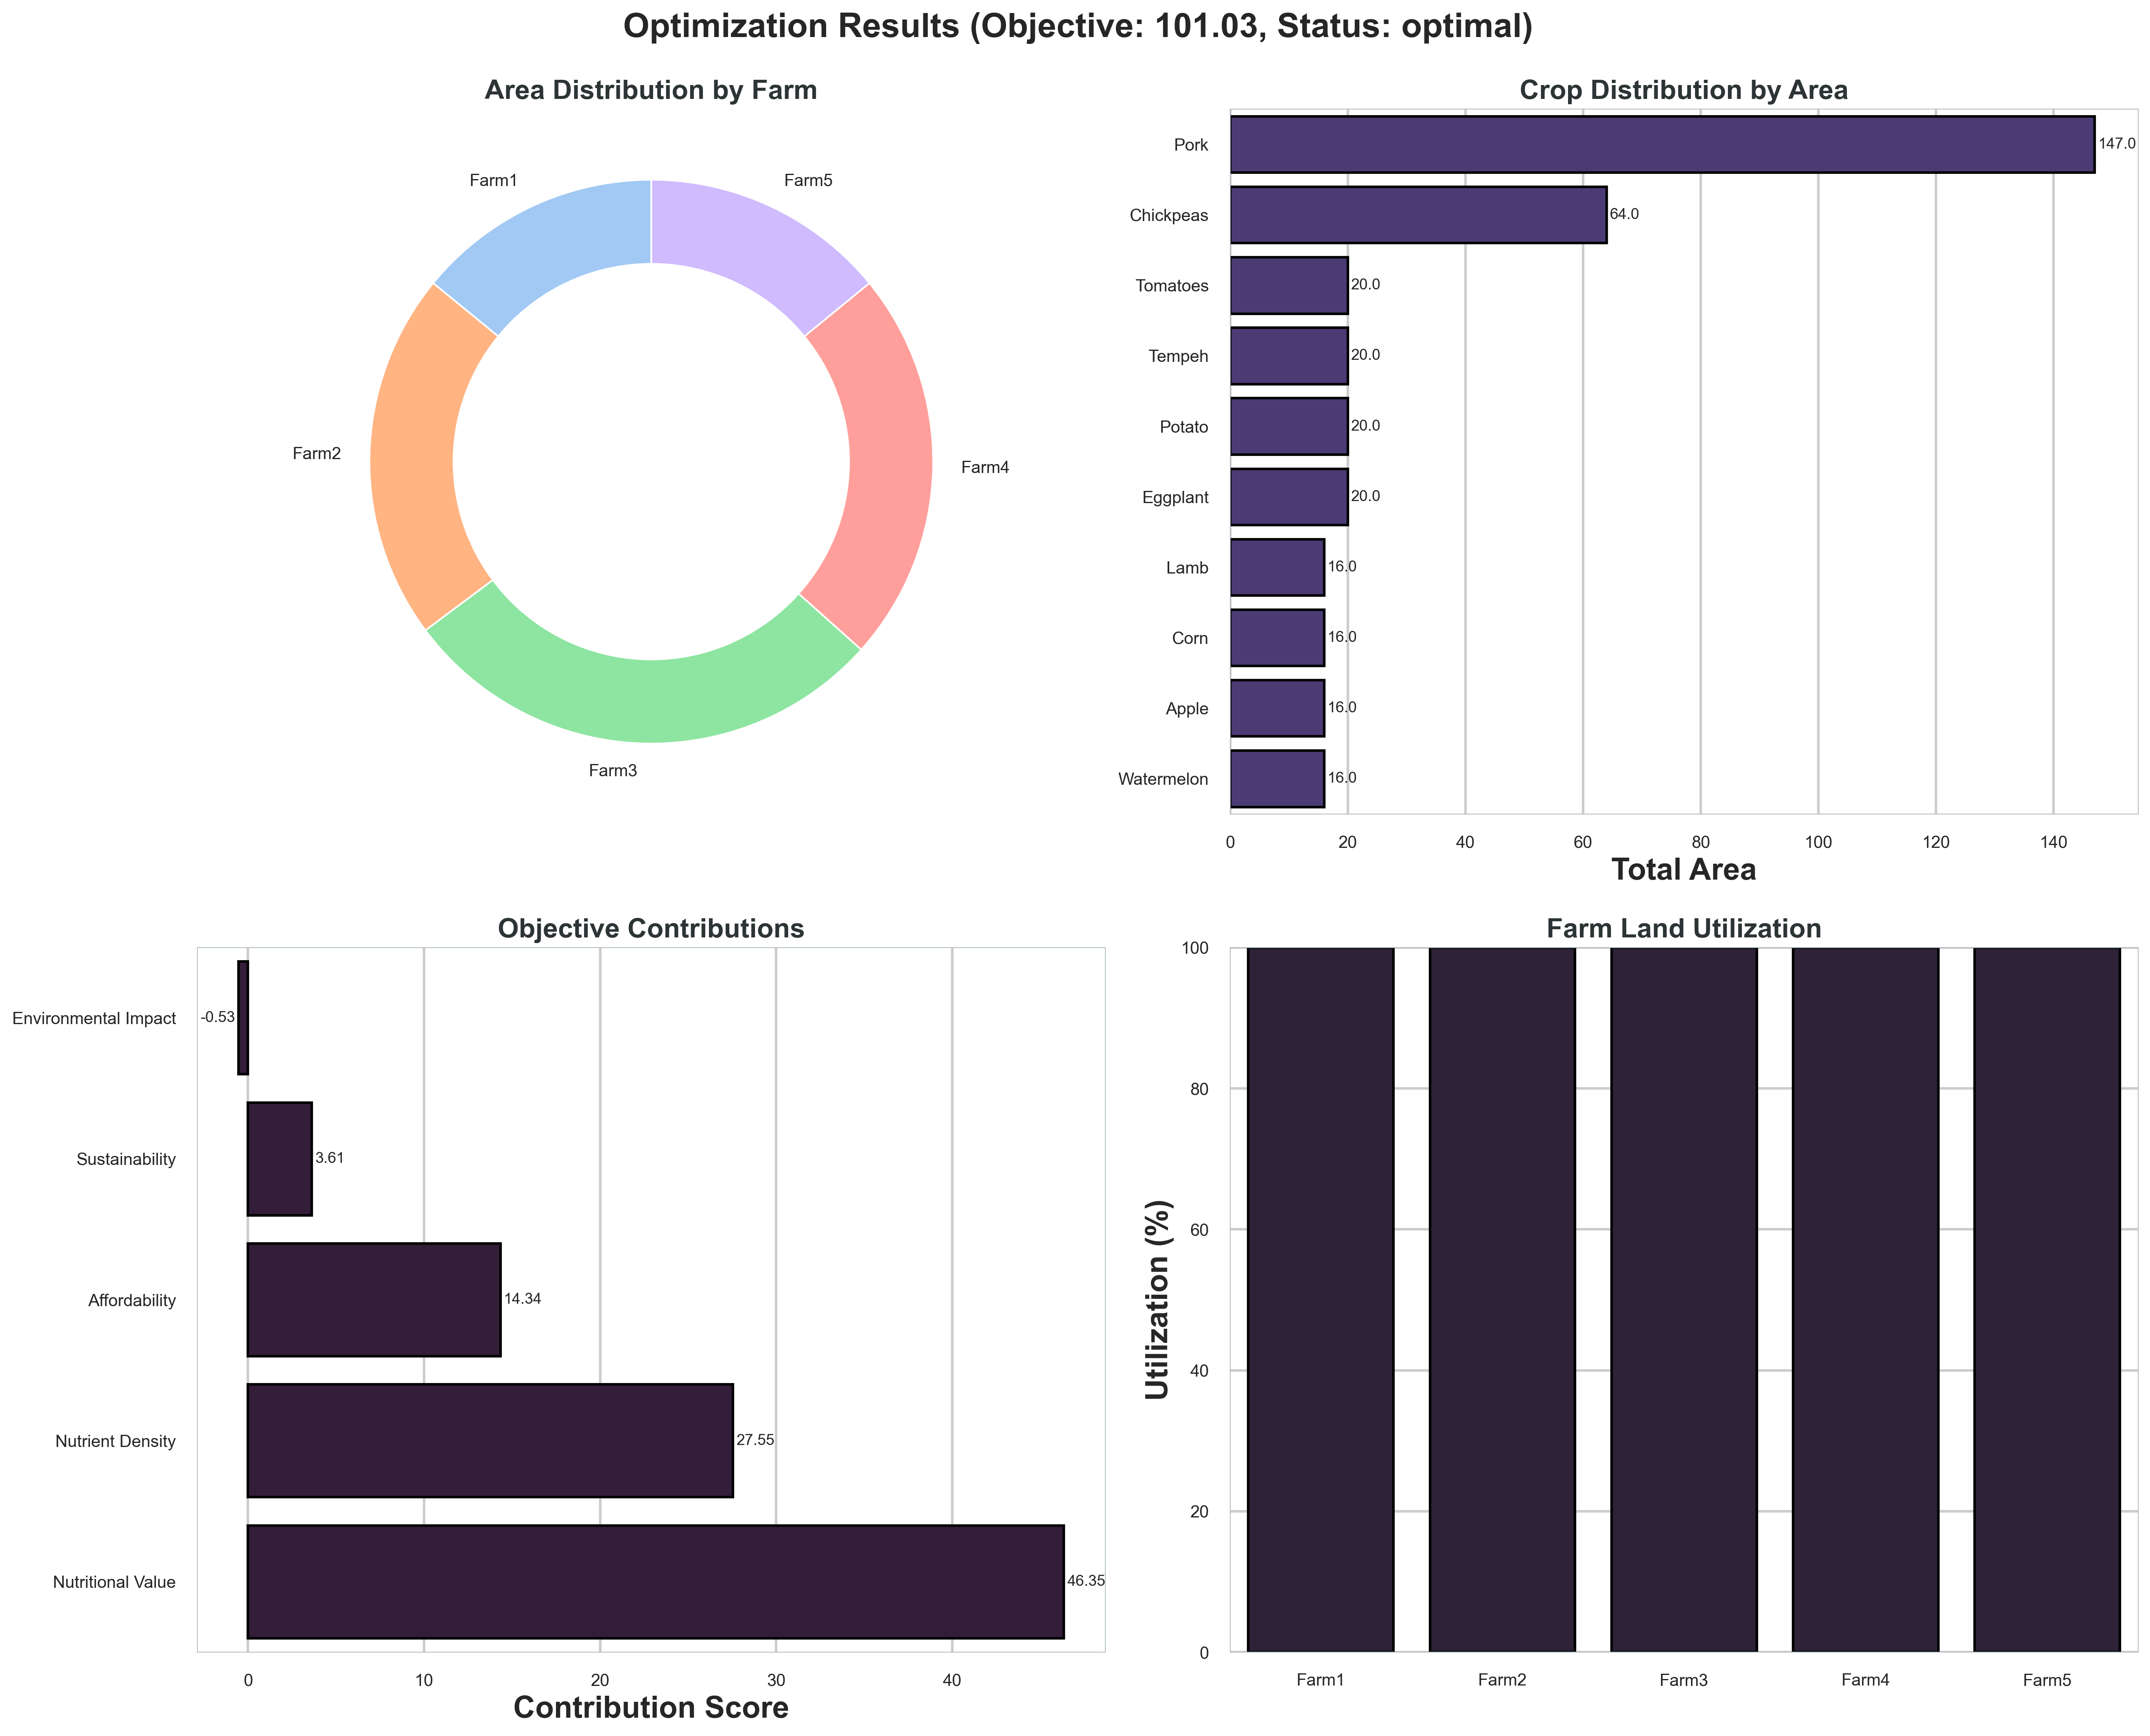 Optimization Results (Objective: 101.03, Status: optimal)
Area Distribution by Farm
Farm1
Farm5
Farm2
Farm4
Farm3
Crop Distribution by Area
Pork
147.0
Chickpeas
64.0
Tomatoes
20.0
Tempeh
20.0
Potato
20.0
Eggplant
20.0
Lamb
16.0
Corn
16.0
Apple
16.0
Watermelon
16.0
0 20 40 60 80 100 120 140
Total Area
Objective Contributions
Environmental Impact
-0.53
Sustainability
3.61
Affordability
14.34
Nutrient Density
27.55
Nutritional Value
46.35
0 10 20 30 40
Contribution Score
Farm Land Utilization
Utilization (%)
100
80
60
40
20
0
Farm1 Farm2 Farm3 Farm4 Farm5